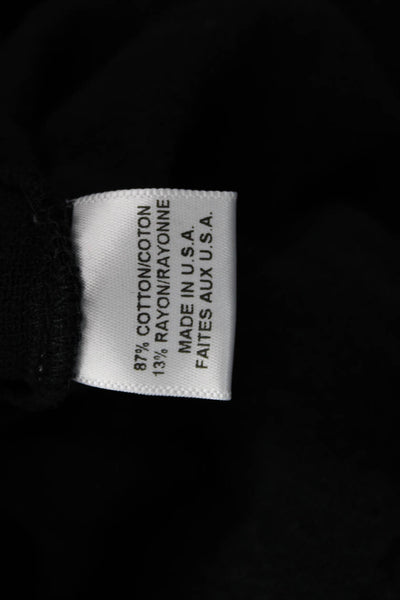 87% COTTON/COTON
13% RAYON/RAYONNE
MADE IN U.S.A.
FAITES AUX U.S.A.